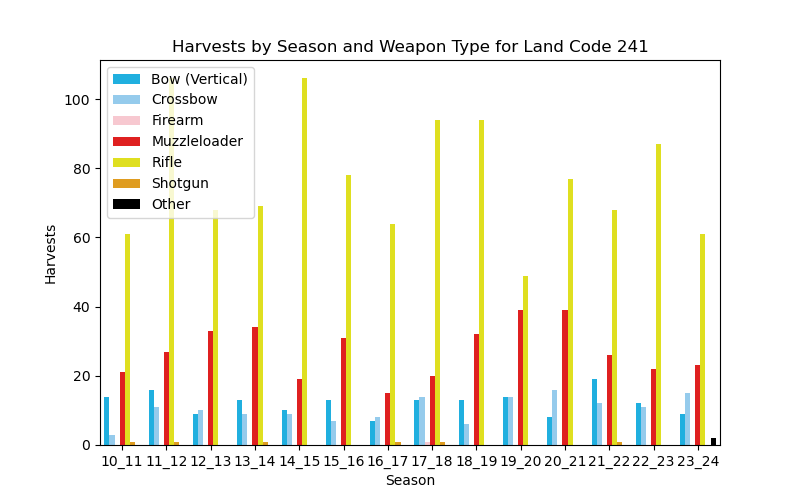 Harvests by Season and Weapon Type for Land Code 241
Bow (Vertical)
Crossbow
Firearm
Muzzleloader
Rifle
Shotgun
Other
Harvests
100
80
60
40
20
0
10_11 11_12 12_13 13_14 14_15 15_16 16_17 17_18 18_19 19_20 20_21 21_22 22_23 23_24
Season